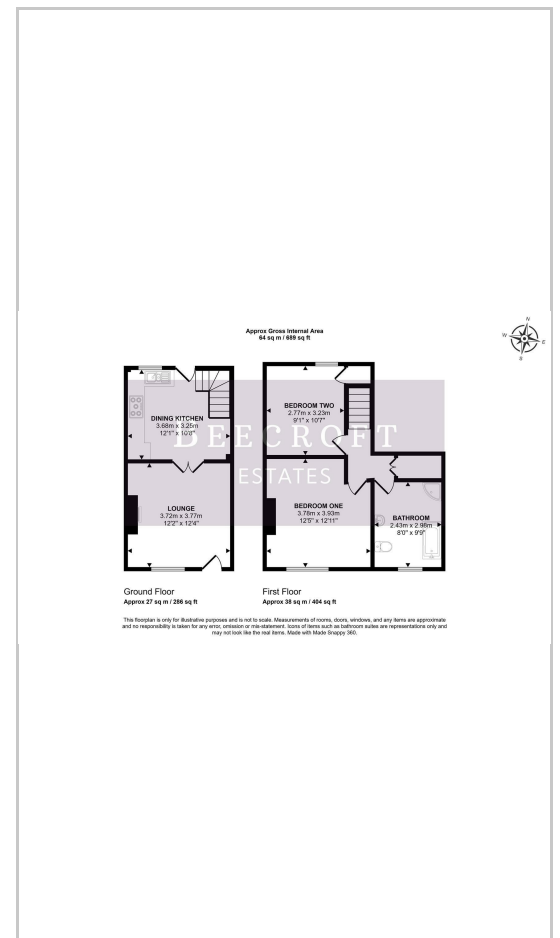 Approx Gross Internal Area
64 sq m / 689 sq ft
N
W
E
S
DINING KITCHEN
3.68m x 3.25m
12'1" x 10'8"
BEDROOM TWO
2.77m x 3.23m
9'1" x 10'7"
BEECROFT
ESTATES
LOUNGE
3.72m x 3.77m
12'2" x 12'4"
BEDROOM ONE
3.78m x 3.93m
12'5" x 12'11"
BATHROOM
2.43m x 2.98m
8'0" x 9'9"
Ground Floor
Approx 27 sq m / 286 sq ft
First Floor
Approx 38 sq m / 404 sq ft
This floorplan is only for illustrative purposes and is not to scale. Measurements of rooms, doors, windows, and any items are approximate
and no responsibility is taken for any error, omission or mis-statement. Icons of items such as bathroom suites are representations only and
may not look like the real items. Made with Made Snappy 360.